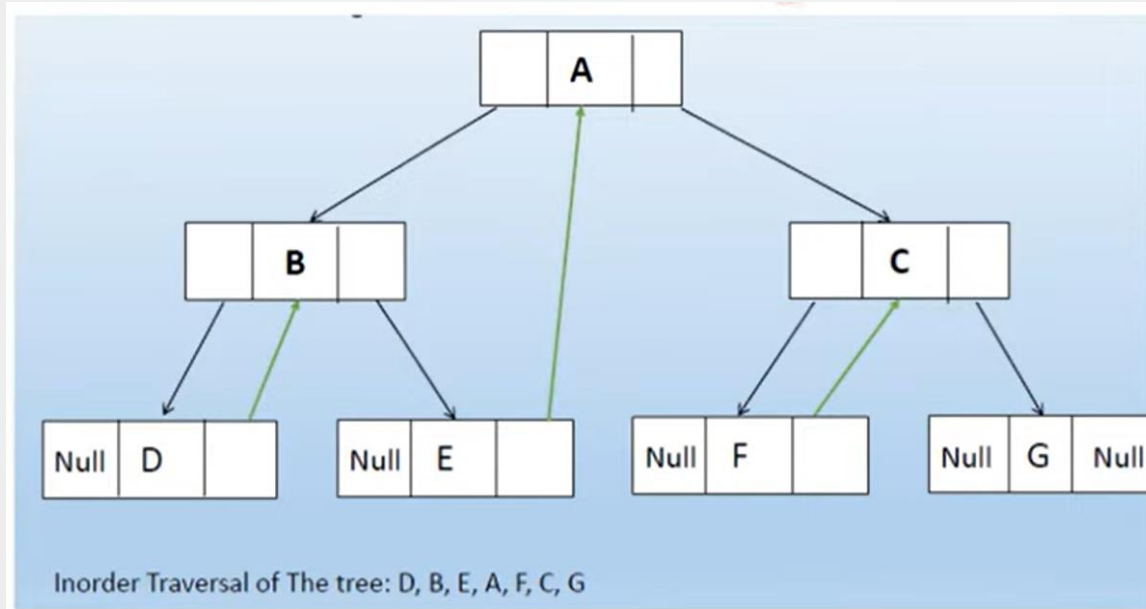 A
B
C
Null D
Null E
Null F
Null G Null
Inorder Traversal of The tree: D, B, E, A, F, C, G